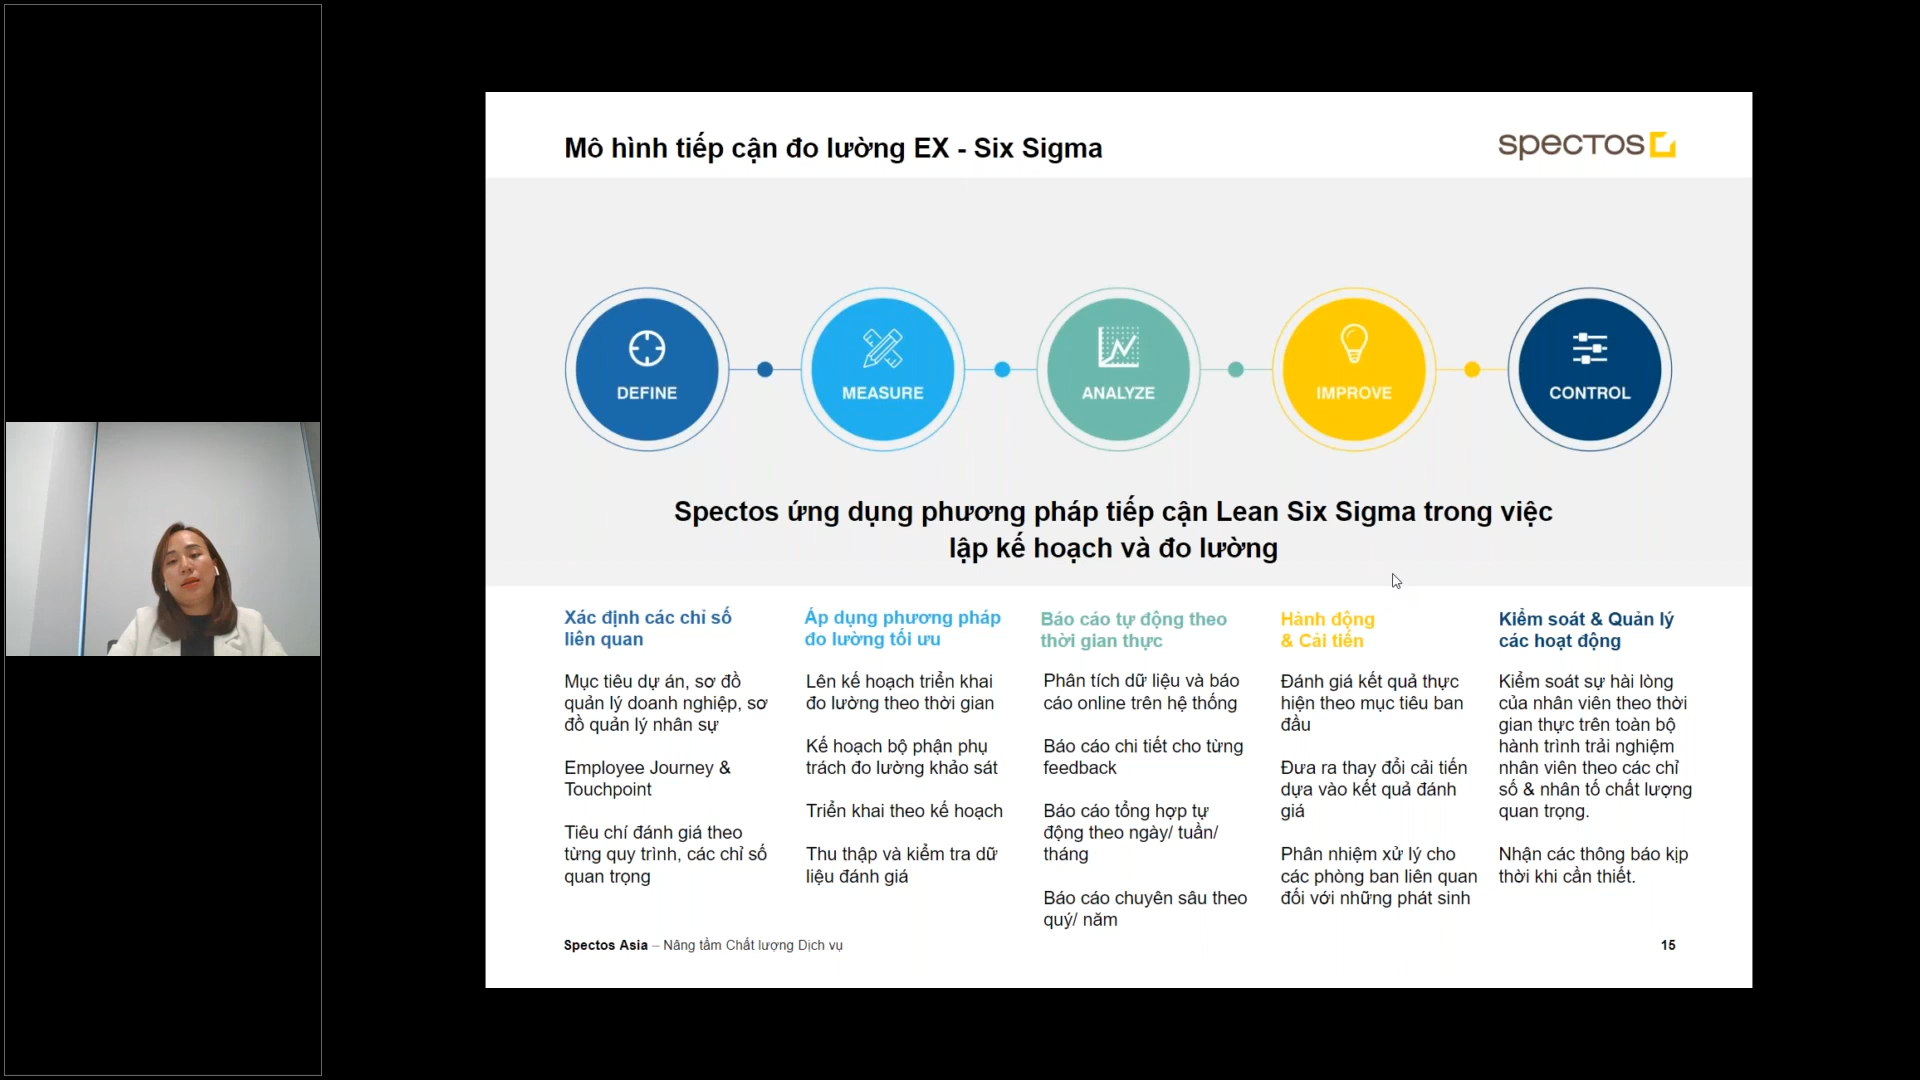 Mô hình tiếp cận đo lường EX - Six Sigma
spectos
DEFINE
MEASURE
ANALYZE
IMPROVE
CONTROL
Spectos ứng dụng phương pháp tiếp cận Lean Six Sigma trong việc
lập kế hoạch và đo lường
Xác định các chỉ số
liên quan
Mục tiêu dự án, sơ đồ
quản lý doanh nghiệp, sơ
đồ quản lý nhân sự
Employee Journey &
Touchpoint
Tiêu chí đánh giá theo
từng quy trình, các chỉ số
quan trọng
Áp dụng phương pháp
đo lường tối ưu
Lên kế hoạch triển khai
đo lường theo thời gian
Kế hoạch bộ phận phụ
trách đo lường khảo sát
Triển khai theo kế hoạch
Thu thập và kiểm tra dữ
liệu đánh giá
Báo cáo tự động theo
thời gian thực
Phân tích dữ liệu và báo
cáo online trên hệ thống
Báo cáo chi tiết cho từng
feedback
Báo cáo tổng hợp tự
động theo ngày/ tuần/
tháng
Báo cáo chuyên sâu theo
quý/ năm
Hành động
& Cải tiến
Đánh giá kết quả thực
hiện theo mục tiêu ban
đầu
Đưa ra thay đổi cải tiến
dựa vào kết quả đánh
giá
Phân nhiệm xử lý cho
các phòng ban liên quan
đối với những phát sinh
Kiểm soát & Quản lý
các hoạt động
Kiểm soát sự hài lòng
của nhân viên theo thời
gian thực trên toàn bộ
hành trình trải nghiệm
nhân viên theo các chỉ
số & nhân tố chất lượng
quan trọng.
Nhận các thông báo kịp
thời khi cần thiết.
Spectos Asia – Nâng tầm Chất lượng Dịch vụ
15